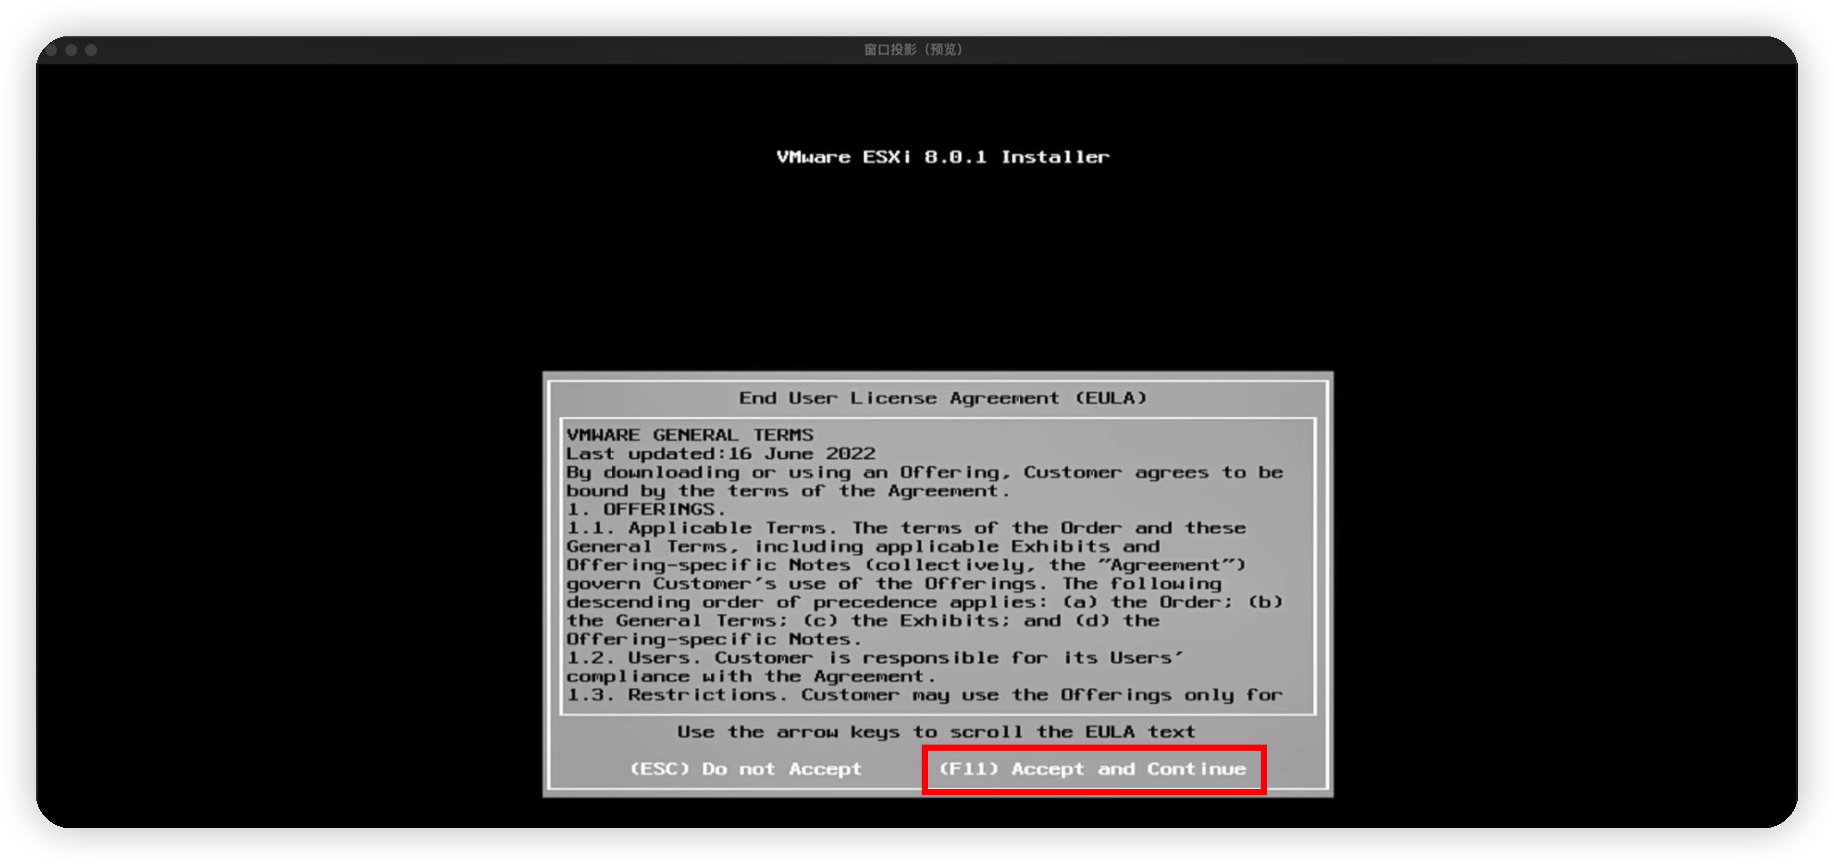 窗口投影（预览）
VMware ESXi 8.0.1 Installer
End User License Agreement (EULA)
VMWARE GENERAL TERMS
Last updated:16 June 2022
By downloading or using an Offering, Customer agrees to be
bound by the terms of the Agreement.
1. OFFERINGS.
1.1. Applicable Terms. The terms of the Order and these
General Terms, including applicable Exhibits and
Offering-specific Notes (collectively, the "Agreement")
govern Customer's use of the Offerings. The following
descending order of precedence applies: (a) the Order; (b)
the General Terms; (c) the Exhibits; and (d) the
Offering-specific Notes.
1.2. Users. Customer is responsible for its Users'
compliance with the Agreement.
1.3. Restrictions. Customer may use the Offerings only for
Use the arrow keys to scroll the EULA text
(ESC) Do not Accept (F11) Accept and Continue